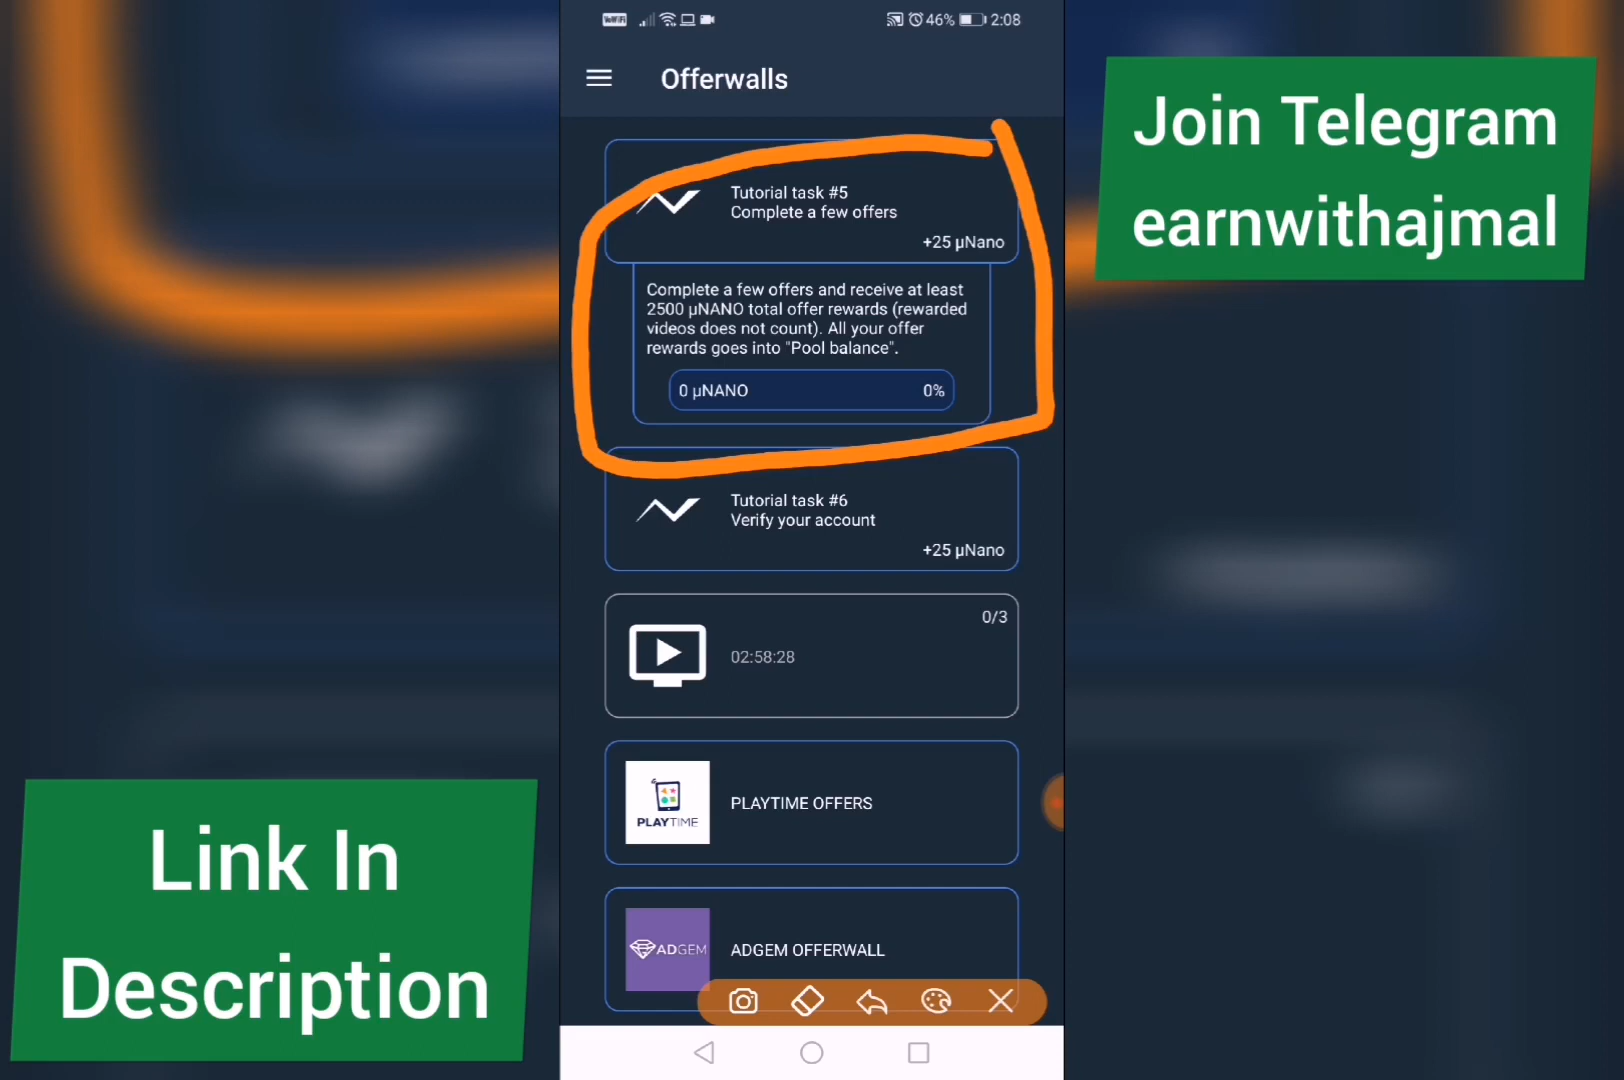 VoWiFi
46% 2:08
Offerwalls
Join Telegram
earnwithajmal
Tutorial task #5
Complete a few offers
+25 µNano
Complete a few offers and receive at least
2500 µNANO total offer rewards (rewarded
videos does not count). All your offer
rewards goes into "Pool balance".
0 µNANO 0%
Tutorial task #6
Verify your account
+25 µNano
0/3
02:58:28
PLAYTIME
PLAYTIME OFFERS
ADGEM
ADGEM OFFERWALL
Link In
Description